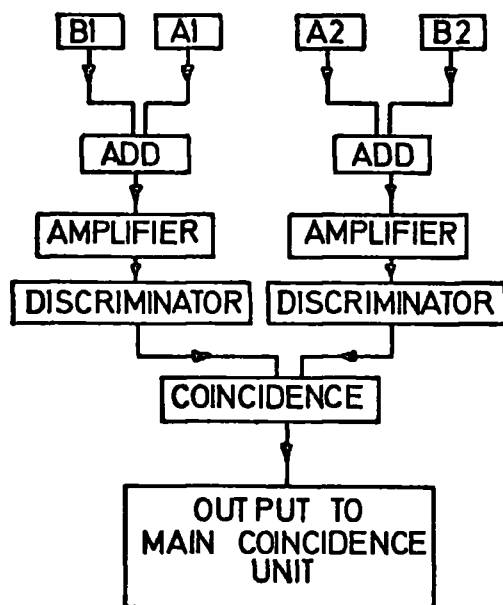 B1 A1 A2 B2
ADD ADD
AMPLIFIER AMPLIFIER
DISCRIMINATOR DISCRIMINATOR
COINCIDENCE
OUTPUT TO
MAIN COINCIDENCE
UNIT